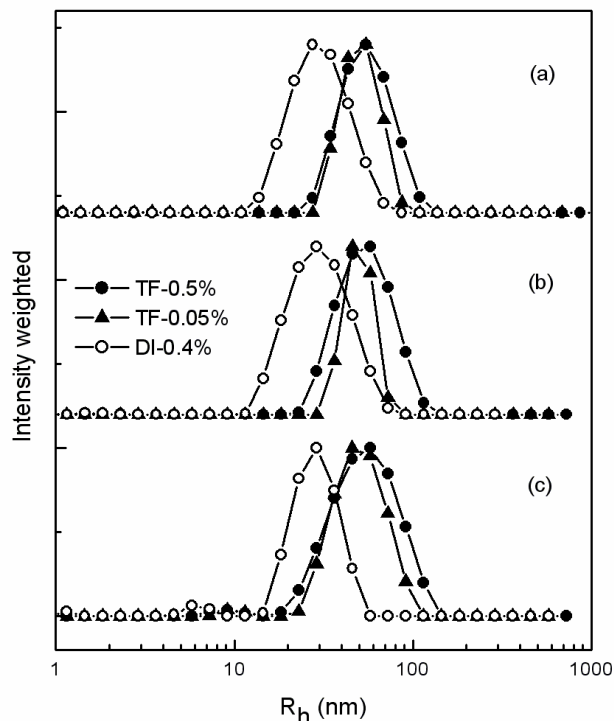 (a)
(b)
TF-0.5%
TF-0.05%
DI-0.4%
(c)
Intensity weighted
1 10 100 1000
Rh (nm)